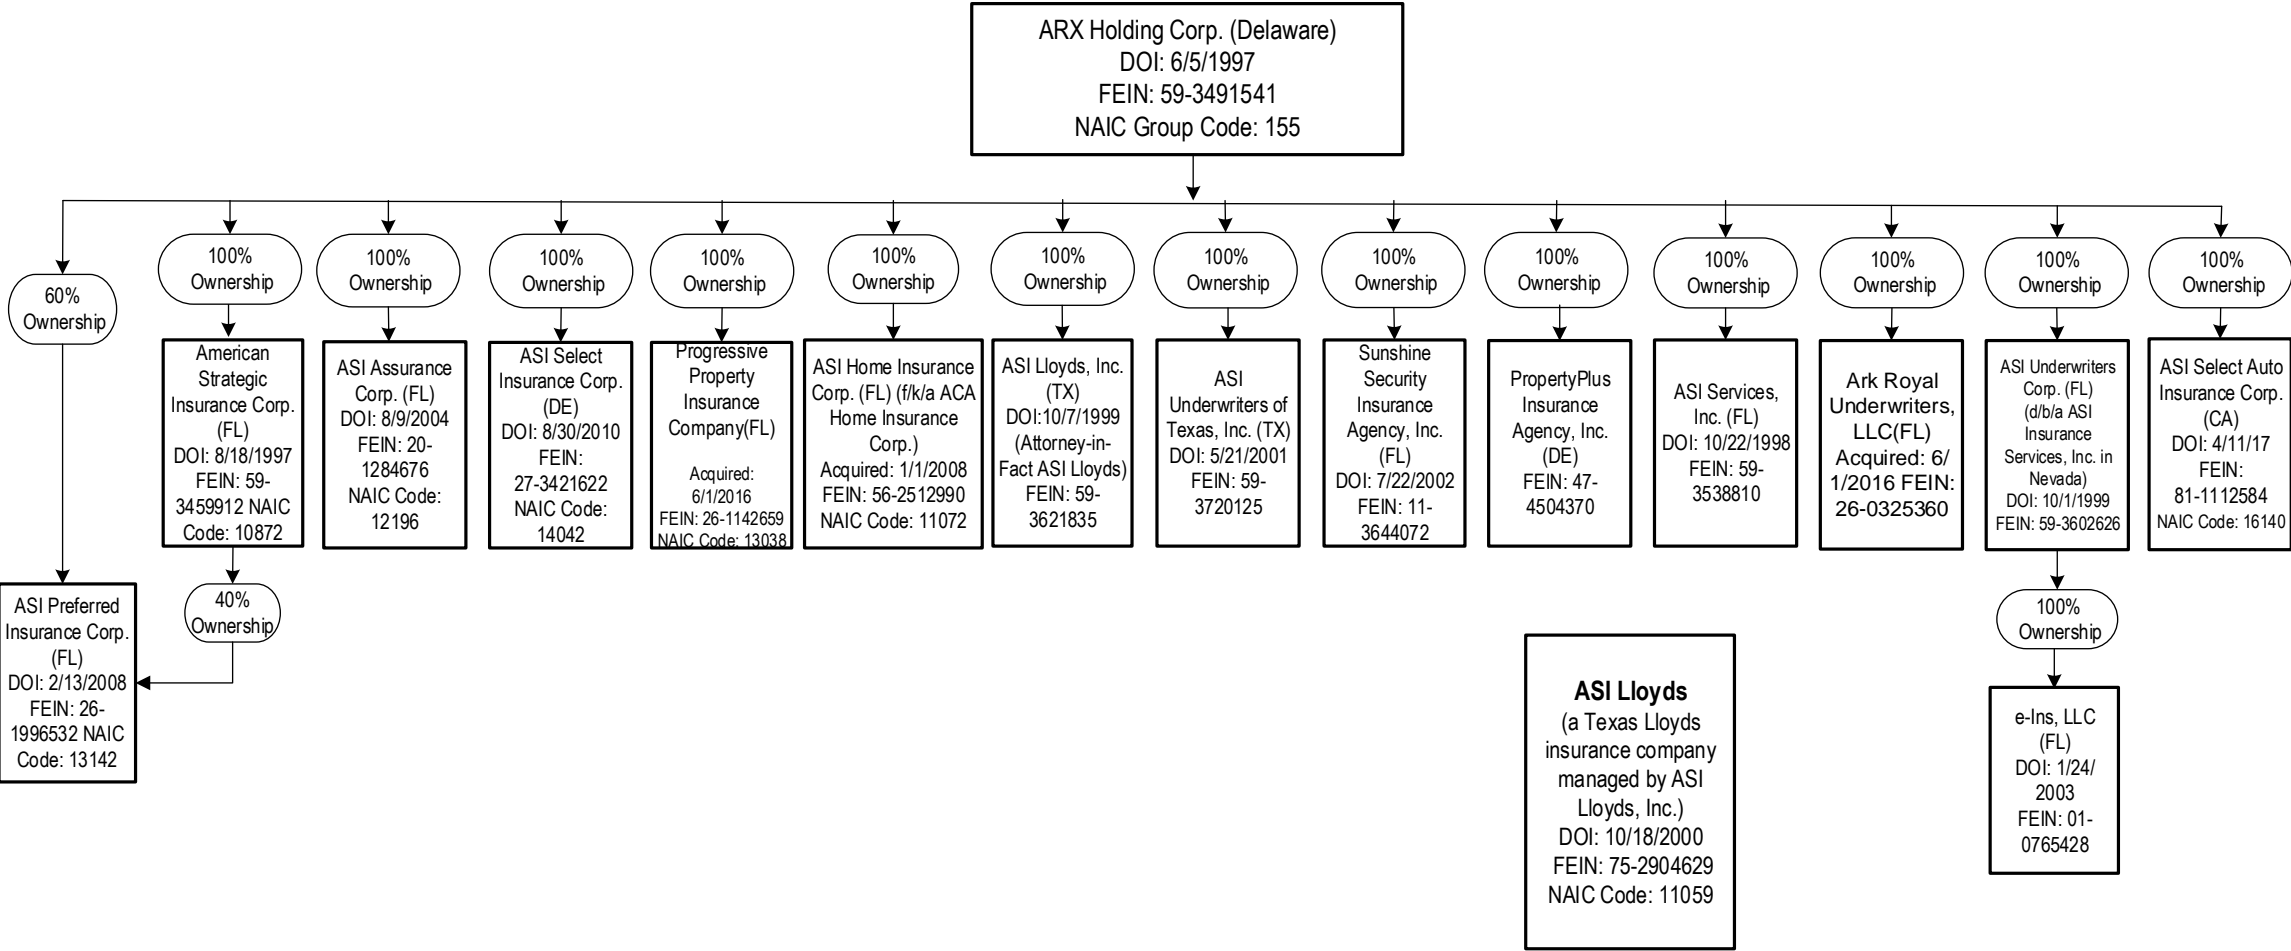 ARX Holding Corp. (Delaware)
DOI: 6/5/1997
FEIN: 59-3491541
NAIC Group Code: 155
60%
Ownership
100%
Ownership
100%
Ownership
100%
Ownership
100%
Ownership
100%
Ownership
100%
Ownership
100%
Ownership
100%
Ownership
100%
Ownership
100%
Ownership
100%
Ownership
100%
Ownership
100%
Ownership
American
Strategic
Insurance Corp.
(FL)
DOI: 8/18/1997
FEIN: 59-
3459912 NAIC
Code: 10872
ASI Assurance
Corp. (FL)
DOI: 8/9/2004
FEIN: 20-
1284676
NAIC Code:
12196
ASI Select
Insurance Corp.
(DE)
DOI: 8/30/2010
FEIN:
27-3421622
NAIC Code:
14042
Progressive
Property
Insurance
Company(FL)
Acquired:
6/1/2016
FEIN: 26-1142659
NAIC Code: 13038
ASI Home Insurance
Corp. (FL) (f/k/a ACA
Home Insurance
Corp.)
Acquired: 1/1/2008
FEIN: 56-2512990
NAIC Code: 11072
ASI Lloyds, Inc.
(TX)
DOI:10/7/1999
(Attorney-in-
Fact ASI Lloyds)
FEIN: 59-
3621835
ASI
Underwriters of
Texas, Inc. (TX)
DOI: 5/21/2001
FEIN: 59-
3720125
Sunshine
Security
Insurance
Agency, Inc.
(FL)
DOI: 7/22/2002
FEIN: 11-
3644072
PropertyPlus
Insurance
Agency, Inc.
(DE)
FEIN: 47-
4504370
ASI Services,
Inc. (FL)
DOI: 10/22/1998
FEIN: 59-
3538810
Ark Royal
Underwriters,
LLC(FL)
Acquired: 6/
1/2016 FEIN:
26-0325360
ASI Underwriters
Corp. (FL)
(d/b/a ASI
Insurance
Services, Inc. in
Nevada)
DOI: 10/1/1999
FEIN: 59-3602626
ASI Select Auto
Insurance Corp.
(CA)
DOI: 4/11/17
FEIN:
81-1112584
NAIC Code: 16140
ASI Preferred
Insurance Corp.
(FL)
DOI: 2/13/2008
FEIN: 26-
1996532 NAIC
Code: 13142
40%
Ownership
100%
Ownership
ASI Lloyds
(a Texas Lloyds
insurance company
managed by ASI
Lloyds, Inc.)
DOI: 10/18/2000
FEIN: 75-2904629
NAIC Code: 11059
e-Ins, LLC
(FL)
DOI: 1/24/
2003
FEIN: 01-
0765428